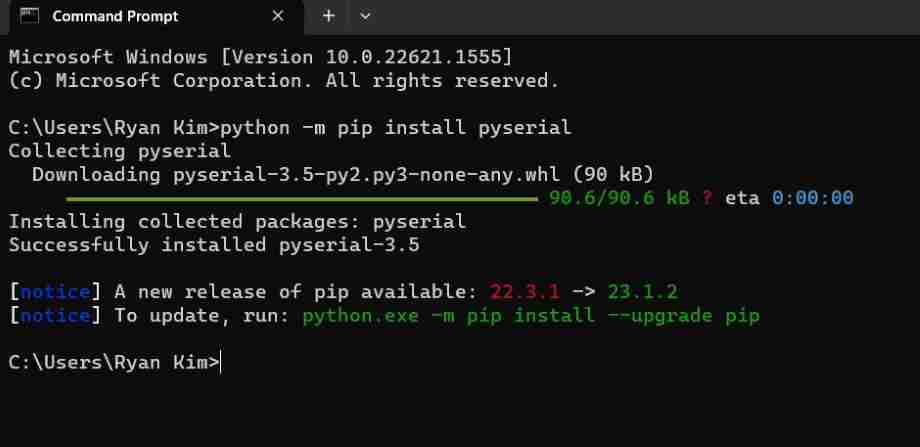 Command Prompt
Microsoft Windows [Version 10.0.22621.1555]
(c) Microsoft Corporation. All rights reserved.
C:\Users\Ryan Kim>python -m pip install pyserial
Collecting pyserial
  Downloading pyserial-3.5-py2.py3-none-any.whl (90 kB)
90.6/90.6 kB ? eta 0:00:00
Installing collected packages: pyserial
Successfully installed pyserial-3.5
[notice] A new release of pip available: 22.3.1 -> 23.1.2
[notice] To update, run: python.exe -m pip install --upgrade pip
C:\Users\Ryan Kim>